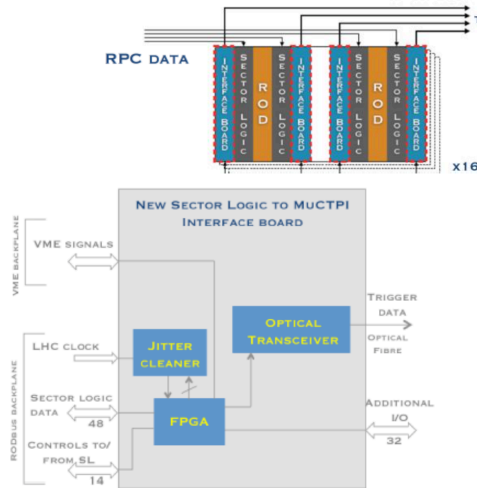 T
RPC DATA
INTERFACE BOARD
SECTOR LOGIC
ROD
SECTOR LOGIC
INTERFACE BOARD
INTERFACE BOARD
SECTOR LOGIC
ROD
SECTOR LOGIC
INTERFACE BOARD
x16
NEW SECTOR LOGIC TO MUCTPI
INTERFACE BOARD
VME BACKPLANE
VME SIGNALS
RODBUS BACKPLANE
LHC CLOCK
JITTER
CLEANER
OPTICAL
TRANSCEIVER
TRIGGER
DATA
OPTICAL
FIBRE
SECTOR LOGIC
DATA
48
FPGA
ADDITIONAL
I/O
32
CONTROLS TO/
FROM SL
14